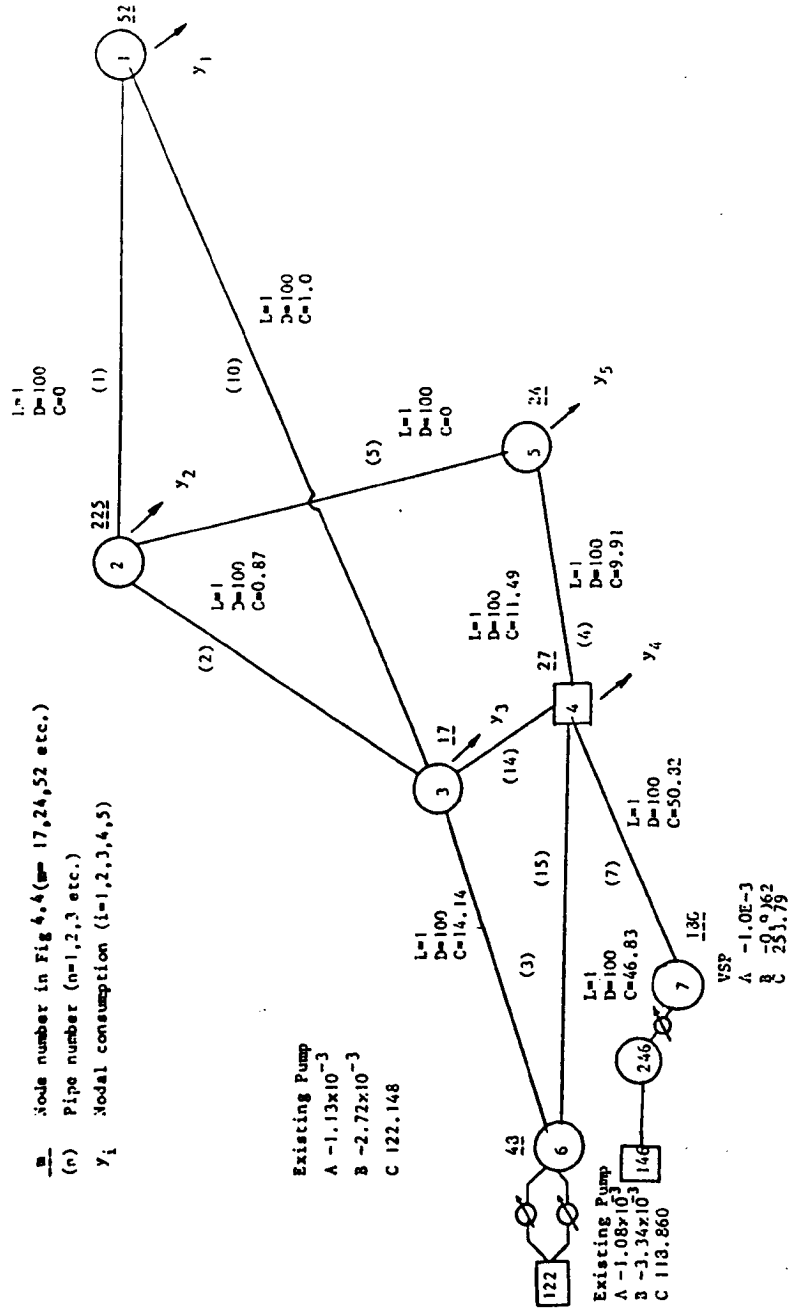 m Node number in Fig 4.4(m= 17,24,52 etc.)
(n) Pipe number (n=1,2,3 etc.)
yi Nodal consumption (i=1,2,3,4,5)
52
1
y1
L=1
D=100
C=0
(1)
225
2
y2
L=1
D=100
C=1.0
(10)
L=1
D=100
C=0
(5)
L=1
D=100
C=0.87
(2)
24
5
y5
L=1
D=100
C=9.91
(4)
L=1
D=100
C=11.49
(14)
17
3
y3
27
4
y4
L=1
D=100
C=14.14
(3)
(15)
L=1
D=100
C=46.83
(7)
L=1
D=100
C=50.32
Existing Pump
A -1.13x10-3
B -2.72x10-3
C 122.148
43
6
122
7
246
146
VSP
A -1.0E-3
B
C
Existing Pump
A -1.08x10-3
B -3.34x10-3
C 113.860